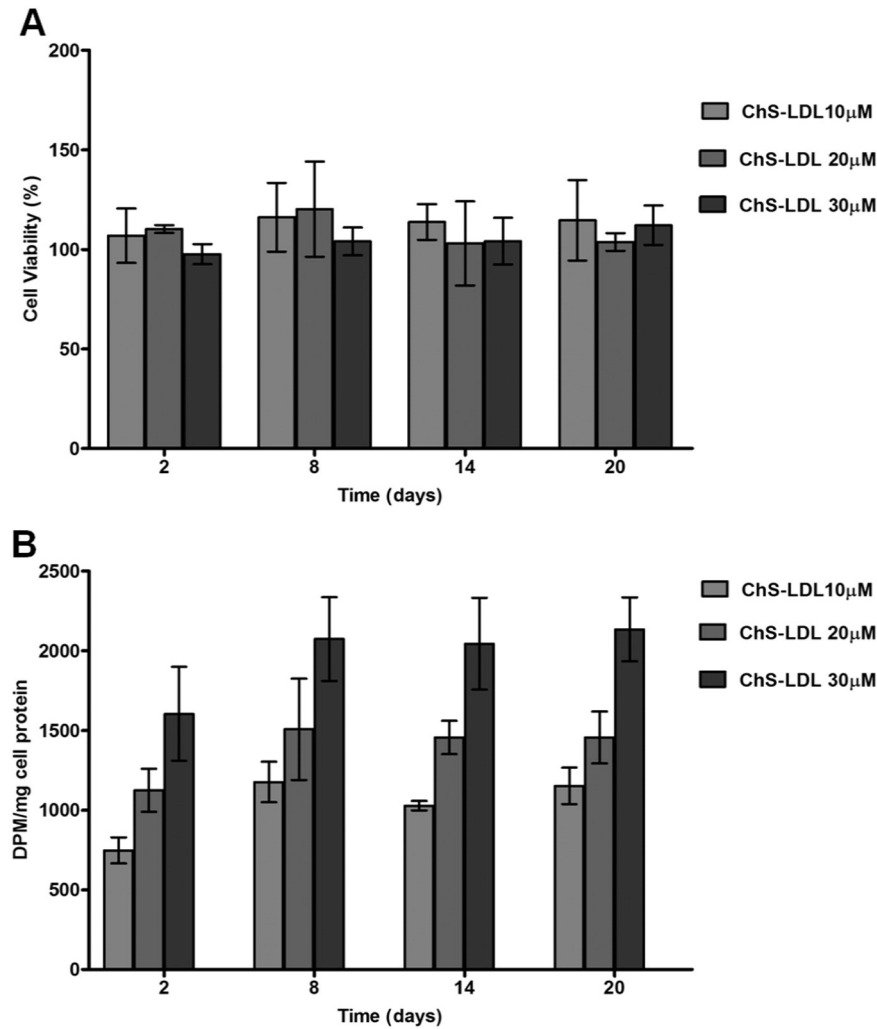 A
200
150
100
50
0
Cell Viability (%)
2 8 14 20
Time (days)
ChS-LDL10μM
ChS-LDL 20μM
ChS-LDL 30μM
B
2500
2000
1500
1000
500
0
DPM/mg cell protein
2 8 14 20
Time (days)
ChS-LDL10μM
ChS-LDL 20μM
ChS-LDL 30μM